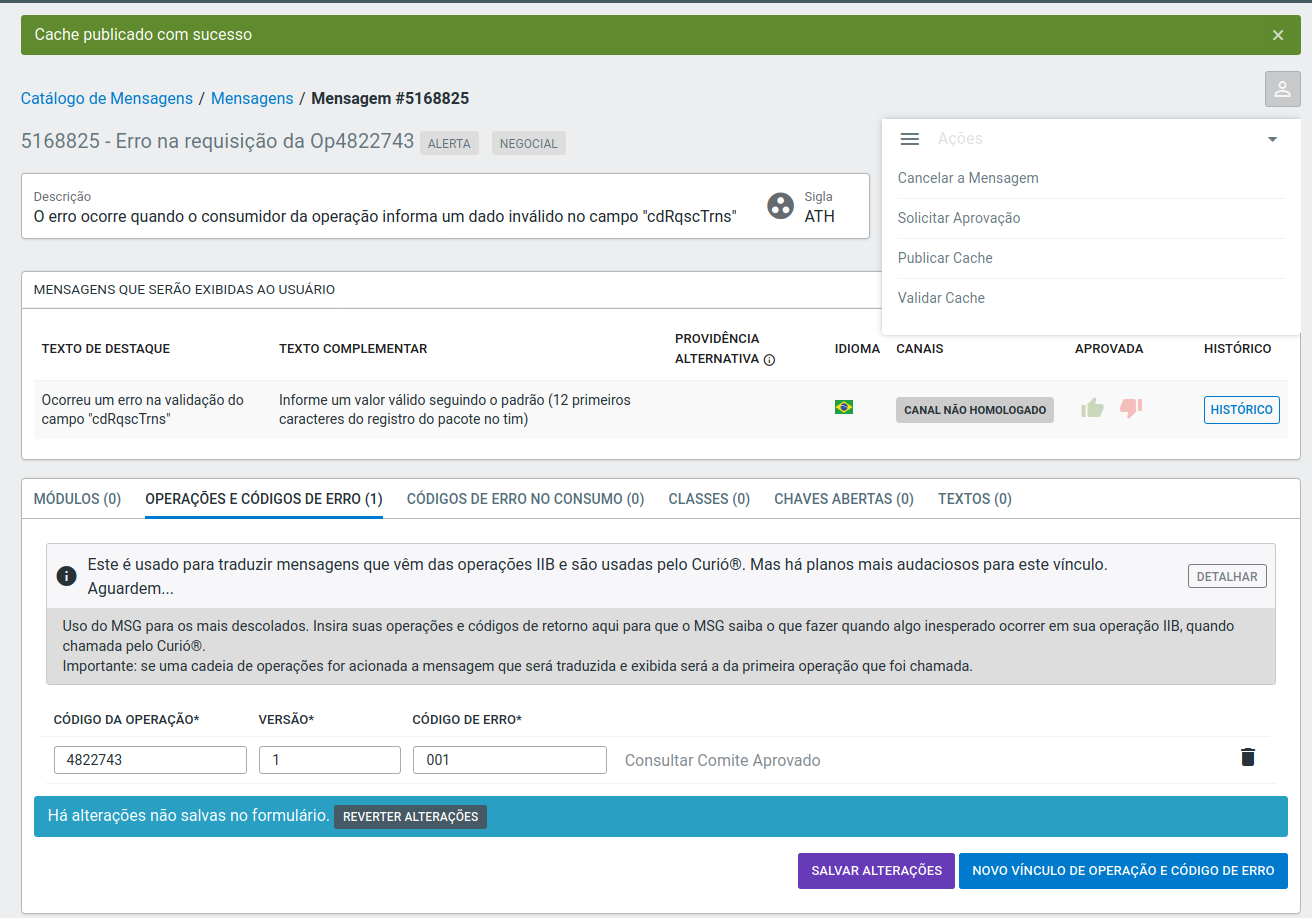 Cache publicado com sucesso
Catálogo de Mensagens / Mensagens / Mensagem #5168825
5168825 - Erro na requisição da Op4822743 ALERTA NEGOCIAL
Ações
Cancelar a Mensagem
Solicitar Aprovação
Publicar Cache
Validar Cache
Descrição
O erro ocorre quando o consumidor da operação informa um dado inválido no campo "cdRqscTrns"
Sigla
ATH
MENSAGENS QUE SERÃO EXIBIDAS AO USUÁRIO
TEXTO DE DESTAQUE
TEXTO COMPLEMENTAR
PROVIDÊNCIA
ALTERNATIVA
IDIOMA
CANAIS
APROVADA
HISTÓRICO
Ocorreu um erro na validação do
campo "cdRqscTrns"
Informe um valor válido seguindo o padrão (12 primeiros
caracteres do registro do pacote no tim)
CANAL NÃO HOMOLOGADO
HISTÓRICO
MÓDULOS (0) OPERAÇÕES E CÓDIGOS DE ERRO (1) CÓDIGOS DE ERRO NO CONSUMO (0) CLASSES (0) CHAVES ABERTAS (0) TEXTOS (0)
Este é usado para traduzir mensagens que vêm das operações IIB e são usadas pelo Curió®. Mas há planos mais audaciosos para este vínculo.
Aguardem...
DETALHAR
Uso do MSG para os mais descolados. Insira suas operações e códigos de retorno aqui para que o MSG saiba o que fazer quando algo inesperado ocorrer em sua operação IIB, quando
chamada pelo Curió®.
Importante: se uma cadeia de operações for acionada a mensagem que será traduzida e exibida será a da primeira operação que foi chamada.
CÓDIGO DA OPERAÇÃO* VERSÃO* CÓDIGO DE ERRO*
4822743 1 001 Consultar Comite Aprovado
Há alterações não salvas no formulário. REVERTER ALTERAÇÕES
SALVAR ALTERAÇÕES NOVO VÍNCULO DE OPERAÇÃO E CÓDIGO DE ERRO